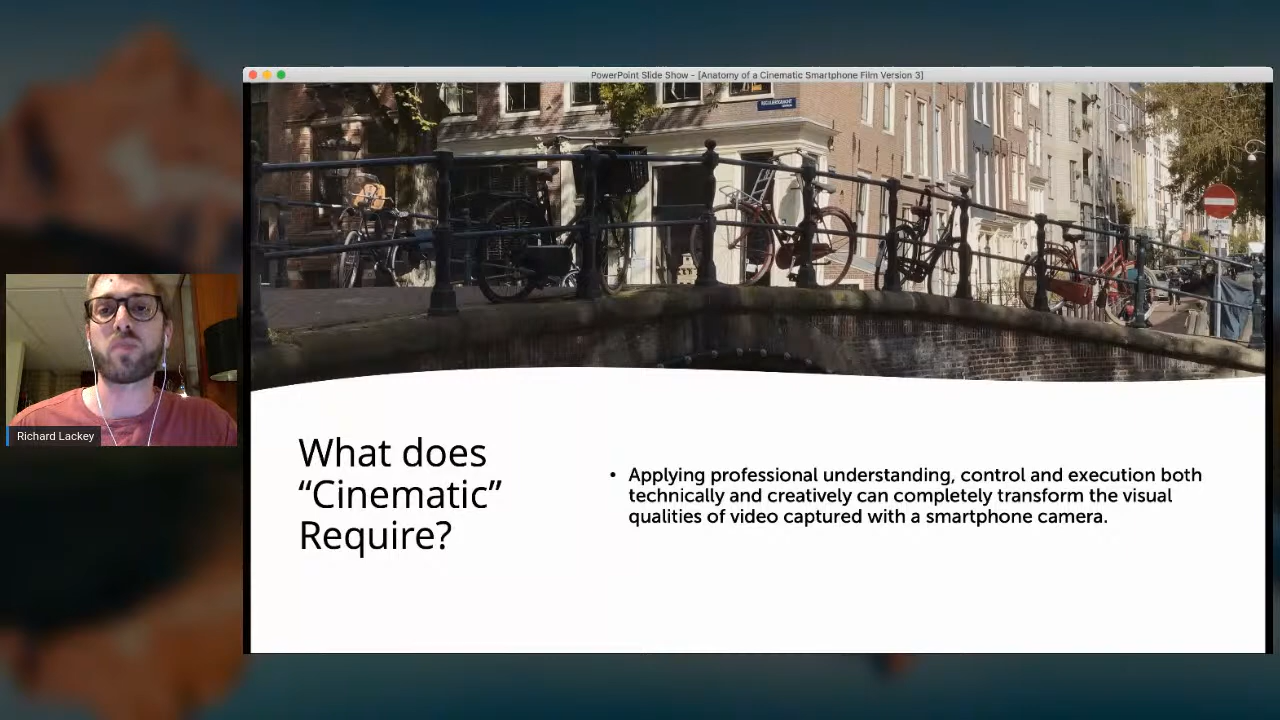 PowerPoint Slide Show - [Anatomy of a Cinematic Smartphone Film Version 3]
Richard Lackey
What does
“Cinematic”
Require?
• Applying professional understanding, control and execution both
technically and creatively can completely transform the visual
qualities of video captured with a smartphone camera.